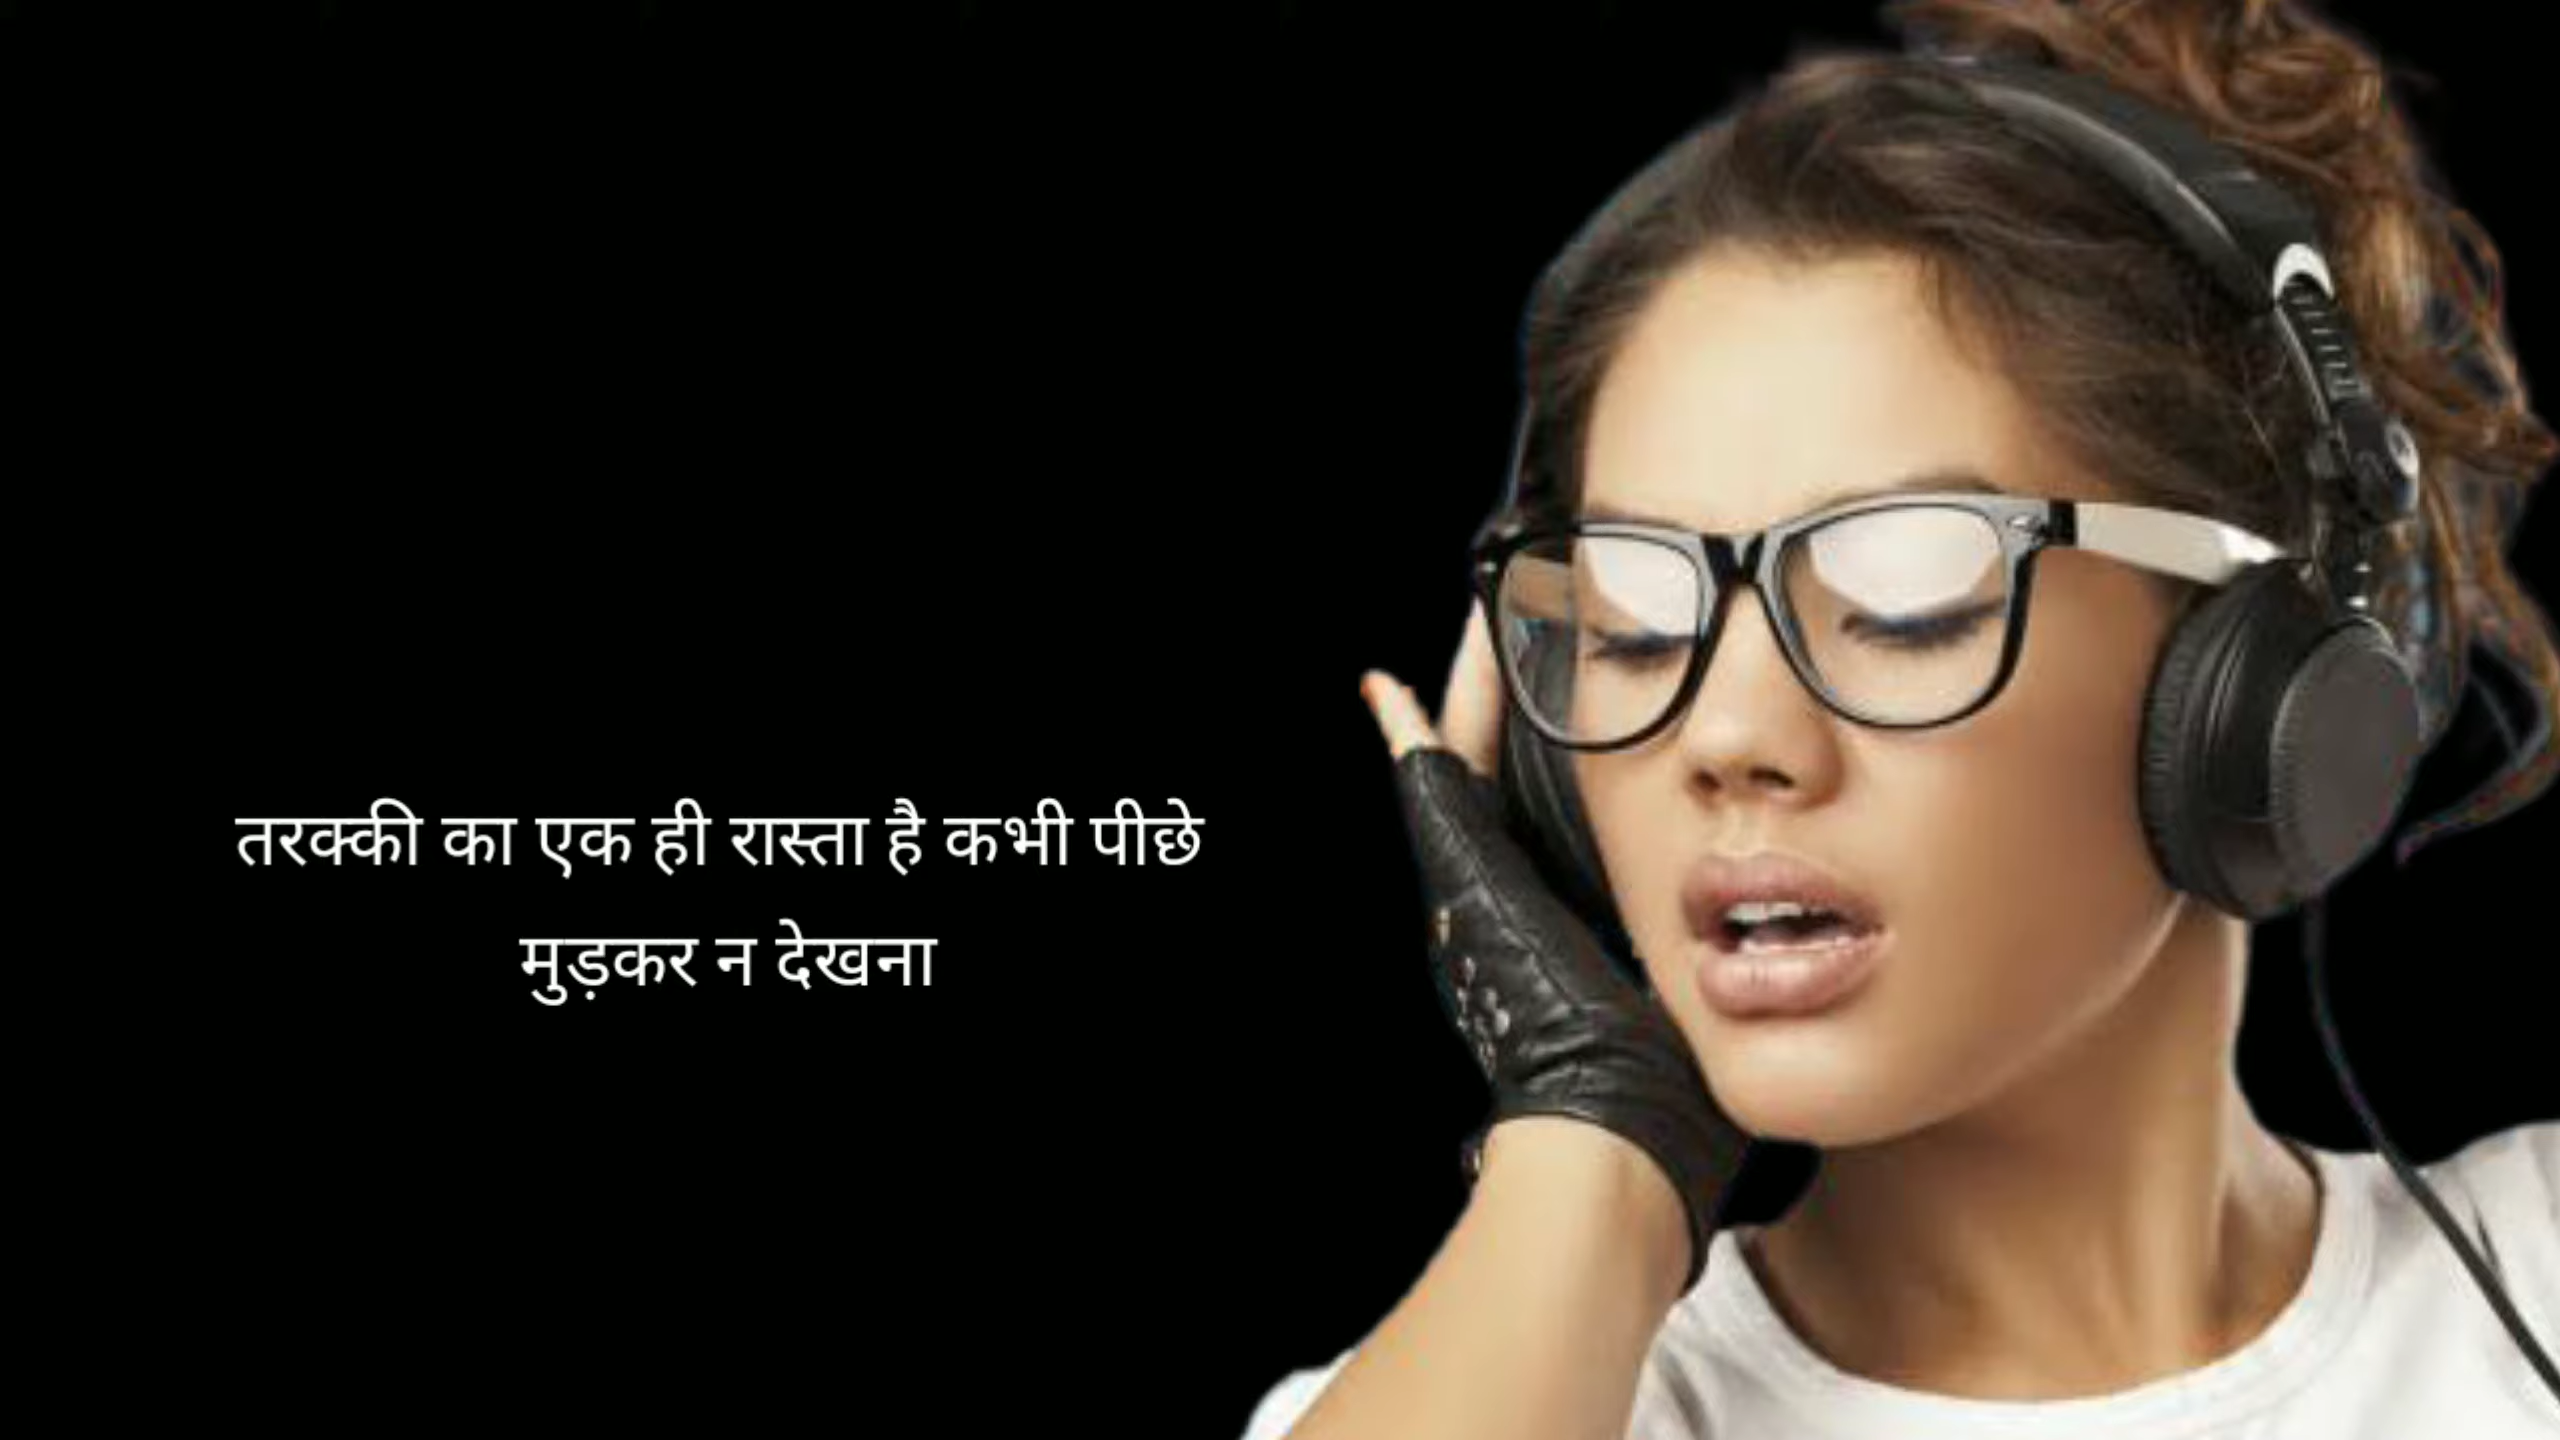 तरक्की का एक ही रास्ता है कभी पीछे
मुड़कर न देखना